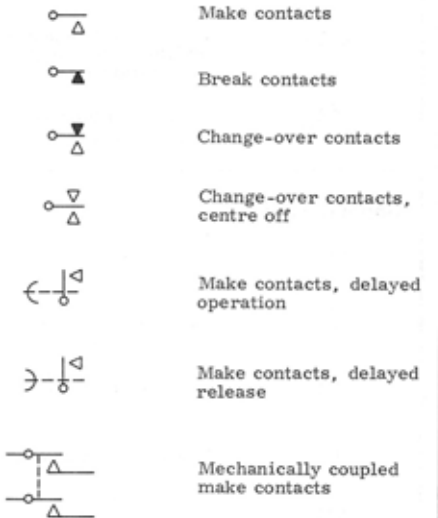 Make contacts
Break contacts
Change-over contacts
Change-over contacts,
centre off
Make contacts, delayed
operation
Make contacts, delayed
release
Mechanically coupled
make contacts